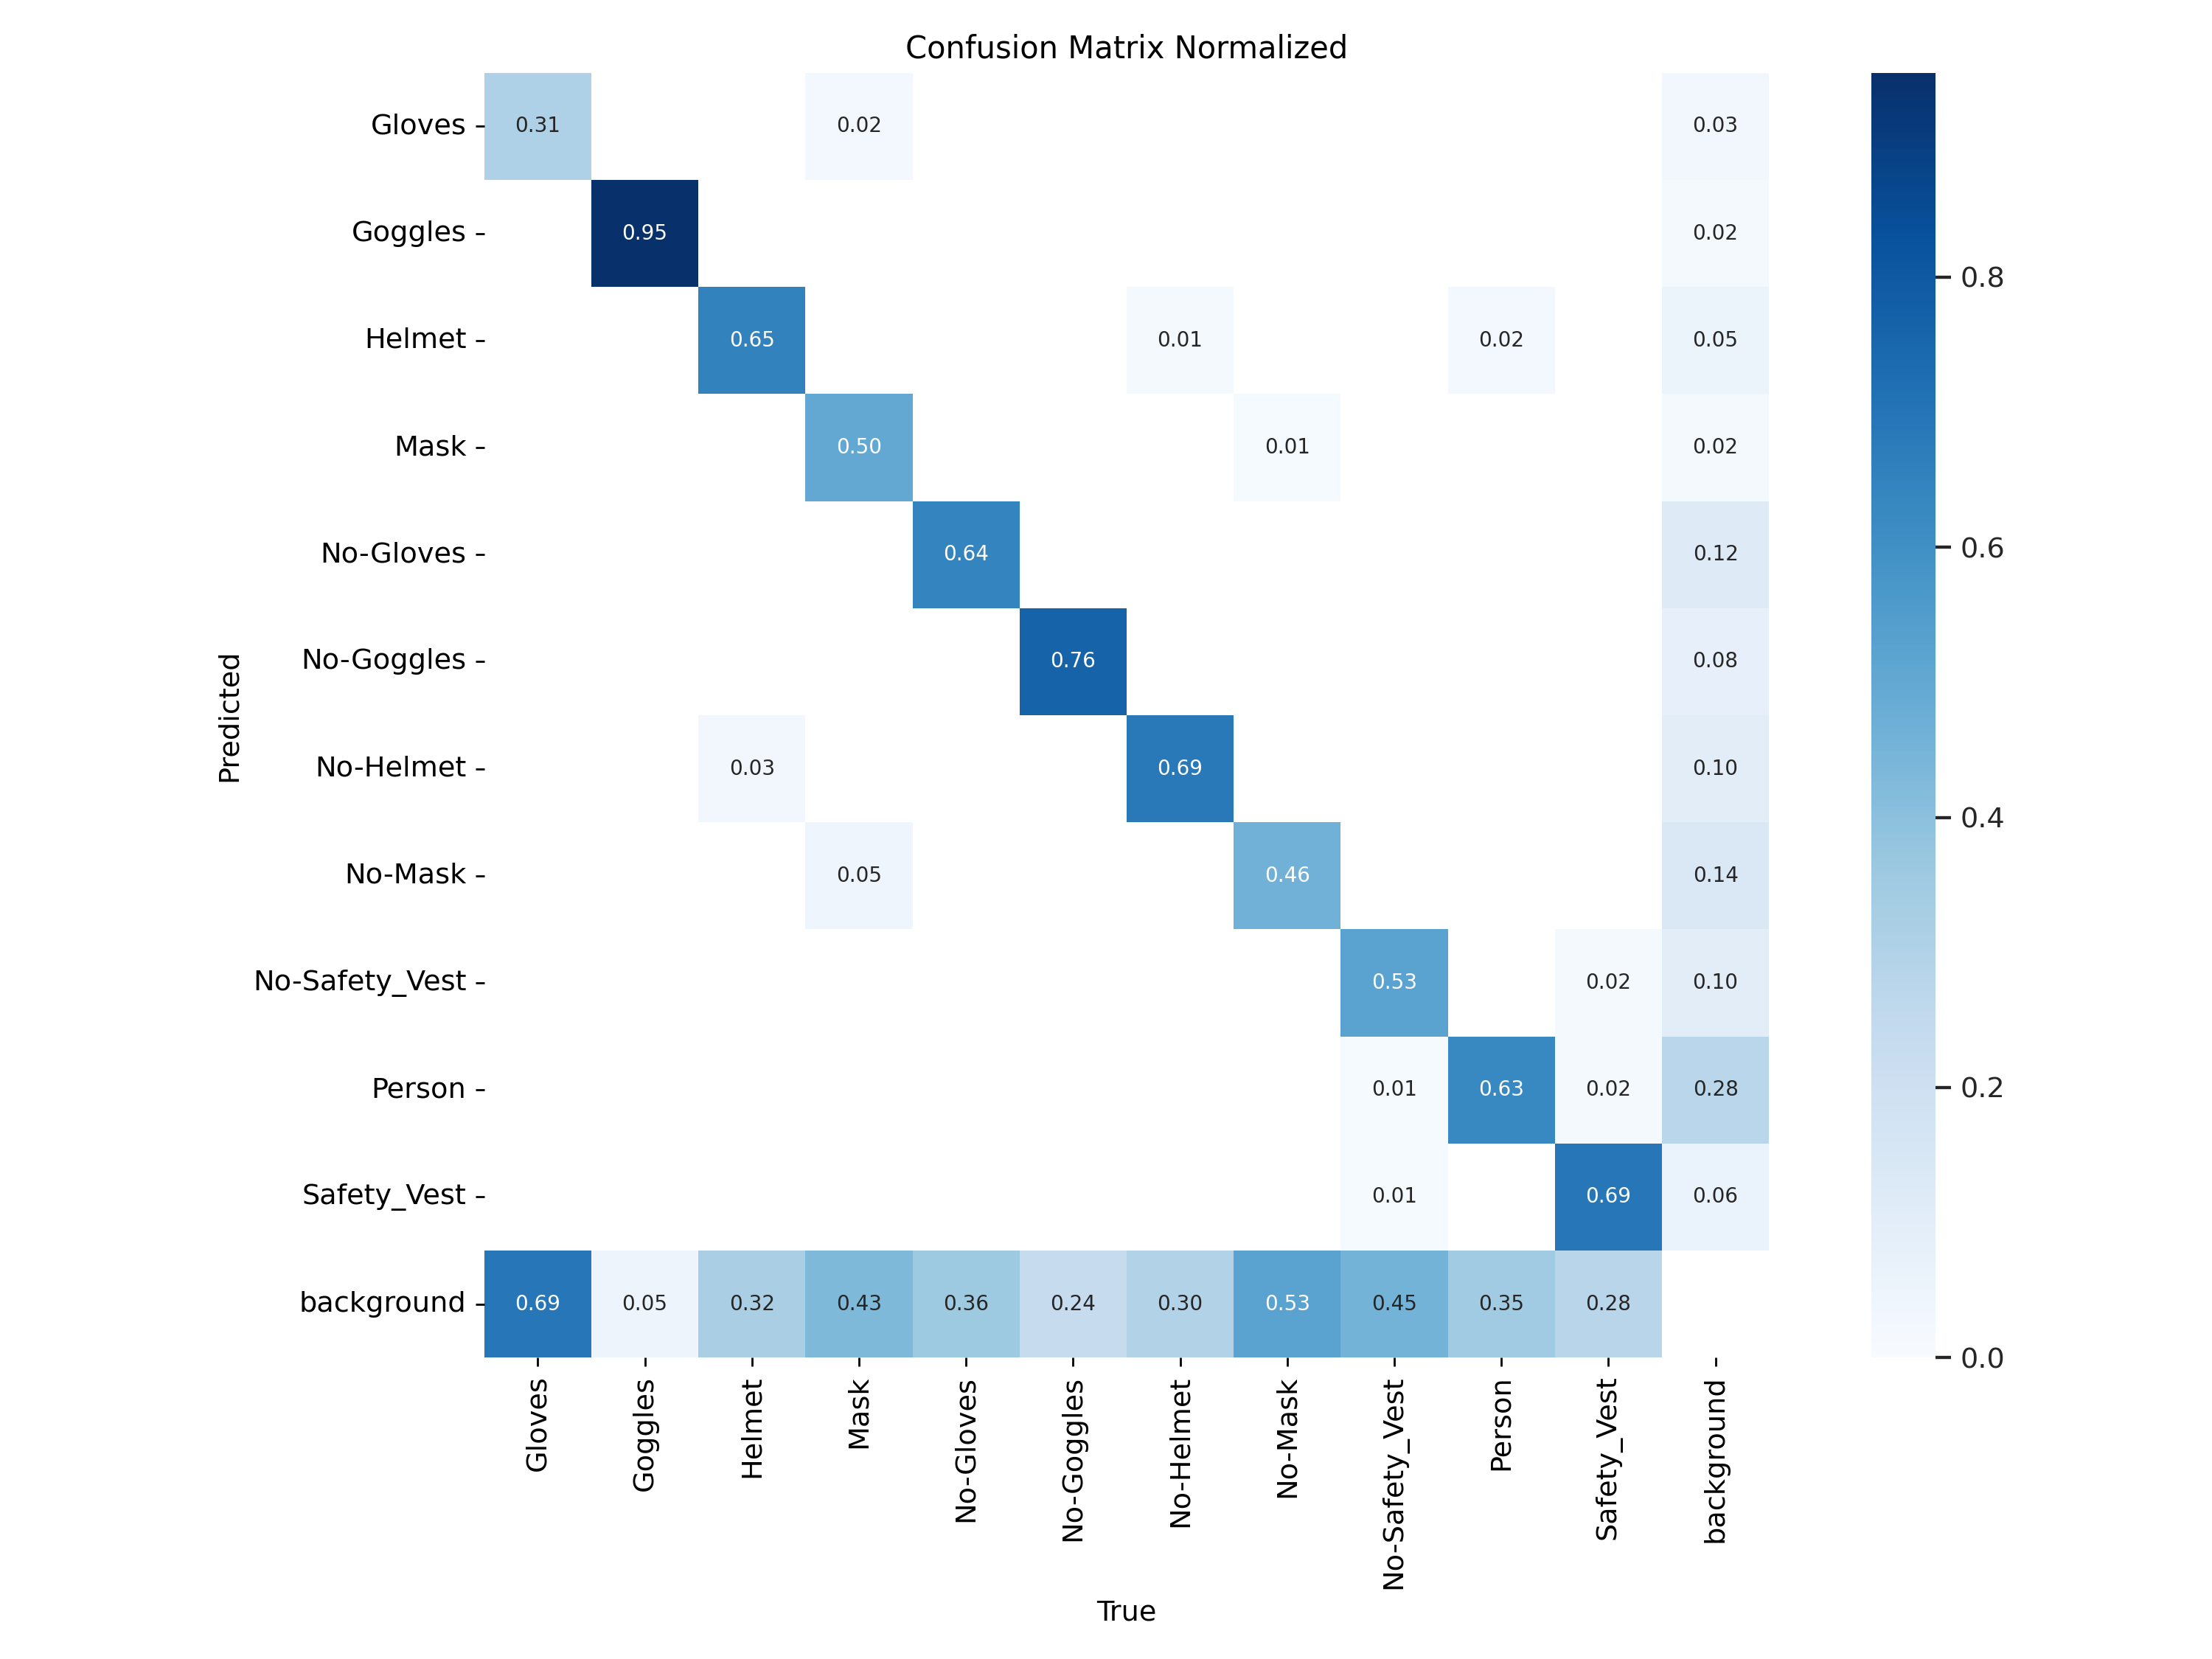 Confusion Matrix Normalized
Gloves 0.31 0.02 0.03
Goggles 0.95 0.02
Helmet 0.65 0.01 0.02 0.05
Mask 0.50 0.01 0.02
No-Gloves 0.64 0.12
No-Goggles 0.76 0.08
No-Helmet 0.03 0.69 0.10
No-Mask 0.05 0.46 0.14
No-Safety_Vest 0.53 0.02 0.10
Person 0.01 0.63 0.02 0.28
Safety_Vest 0.01 0.69 0.06
background 0.69 0.05 0.32 0.43 0.36 0.24 0.30 0.53 0.45 0.35 0.28
Predicted
Gloves
Goggles
Helmet
Mask
No-Gloves
No-Goggles
No-Helmet
No-Mask
No-Safety_Vest
Person
Safety_Vest
background
True
0.8
0.6
0.4
0.2
0.0